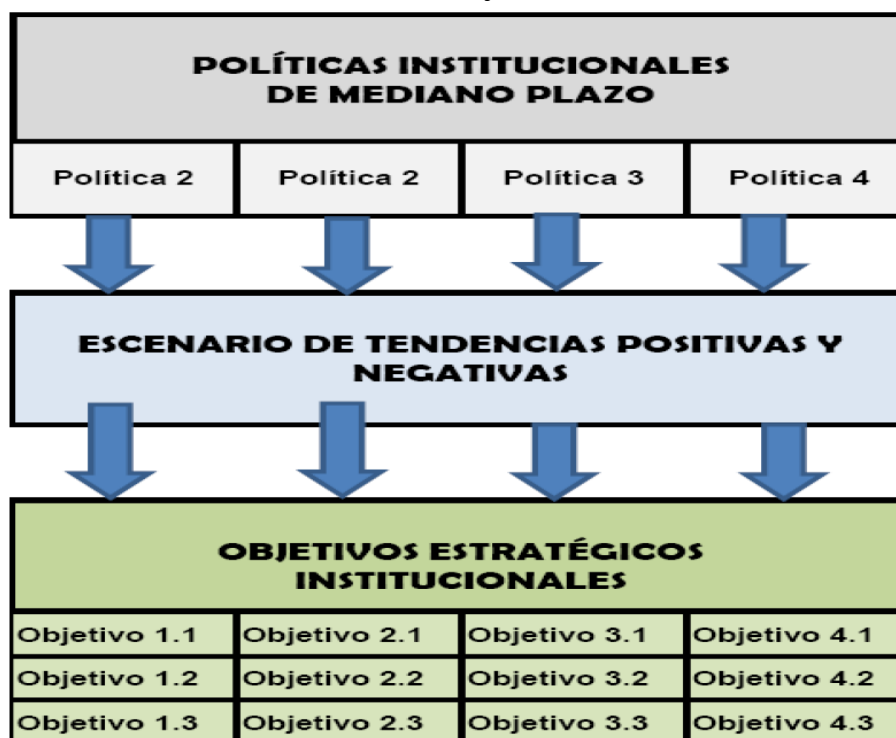 POLÍTICAS INSTITUCIONALES
DE MEDIANO PLAZO
Política 2 Política 2 Política 3 Política 4
ESCENARIO DE TENDENCIAS POSITIVAS Y
NEGATIVAS
OBJETIVOS ESTRATÉGICOS
INSTITUCIONALES
Objetivo 1.1 Objetivo 2.1 Objetivo 3.1 Objetivo 4.1
Objetivo 1.2 Objetivo 2.2 Objetivo 3.2 Objetivo 4.2
Objetivo 1.3 Objetivo 2.3 Objetivo 3.3 Objetivo 4.3